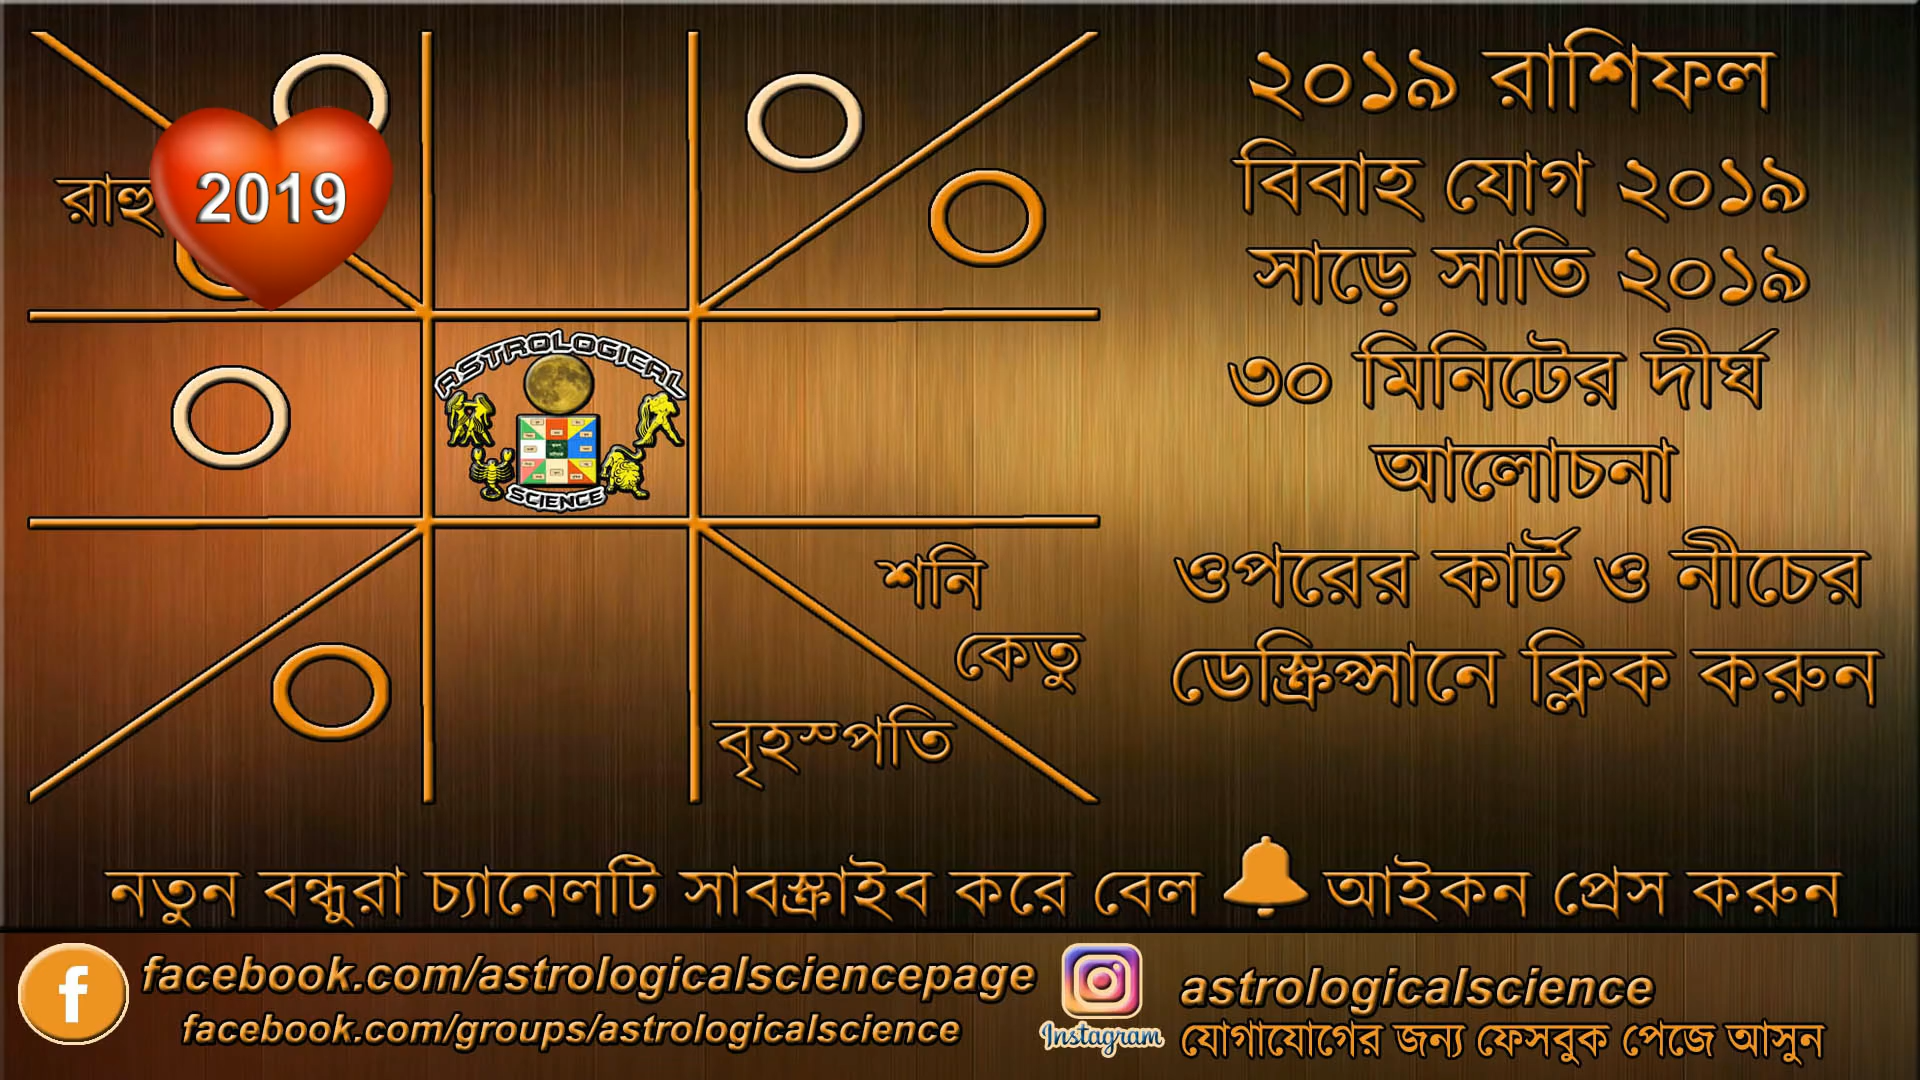 ২০১৯ রাশিফল
বিবাহ যোগ ২০১৯
সাড়ে সাতি ২০১৯
৩০ মিনিটের দীর্ঘ
আলোচনা
ওপরের কার্ট ও নীচের
ডেস্ক্রিপ্সানে ক্লিক করুন
রাহু
2019
ASTROLOGICAL
SCIENCE
শনি
কেতু
বৃহস্পতি
নতুন বন্ধুরা চ্যানেলটি সাবস্ক্রাইব করে বেল আইকন প্রেস করুন
facebook.com/astrologicalsciencepage
facebook.com/groups/astrologicalscience
Instagram
astrologicalscience
যোগাযোগের জন্য ফেসবুক পেজে আসুন